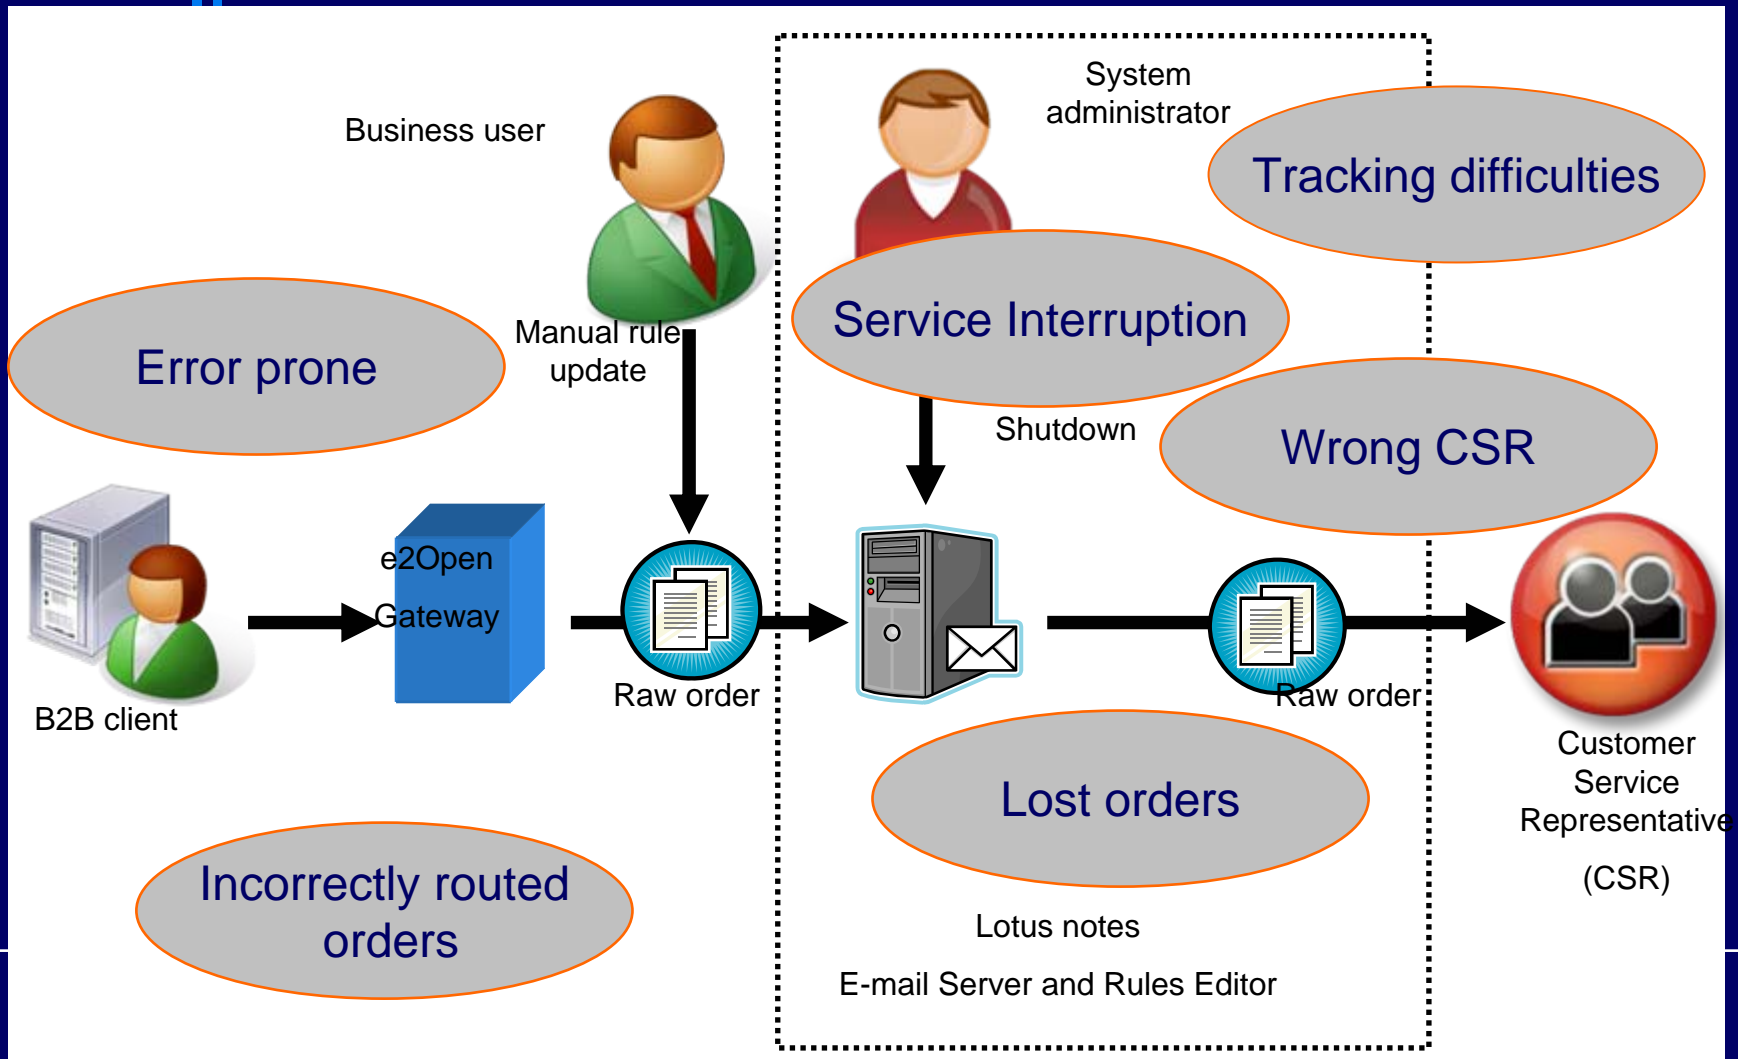 System
administrator
Business user
Tracking difficulties
Service Interruption
Manual rule
update
Error prone
Shutdown
Wrong CSR
e2Open
Gateway
Raw order
Raw order
B2B client
Customer
Service
Representative
(CSR)
Lost orders
Incorrectly routed
orders
Lotus notes
E-mail Server and Rules Editor